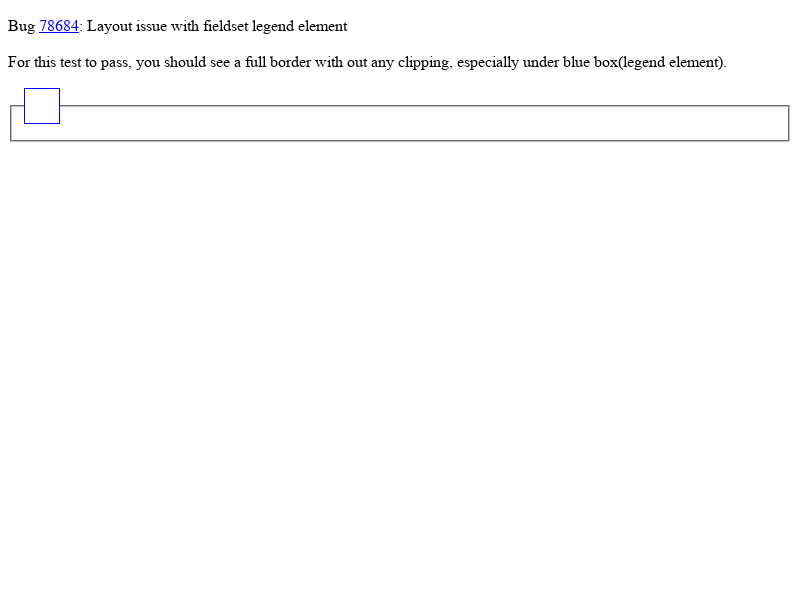 Bug 78684: Layout issue with fieldset legend element
For this test to pass, you should see a full border with out any clipping, especially under blue box(legend element).